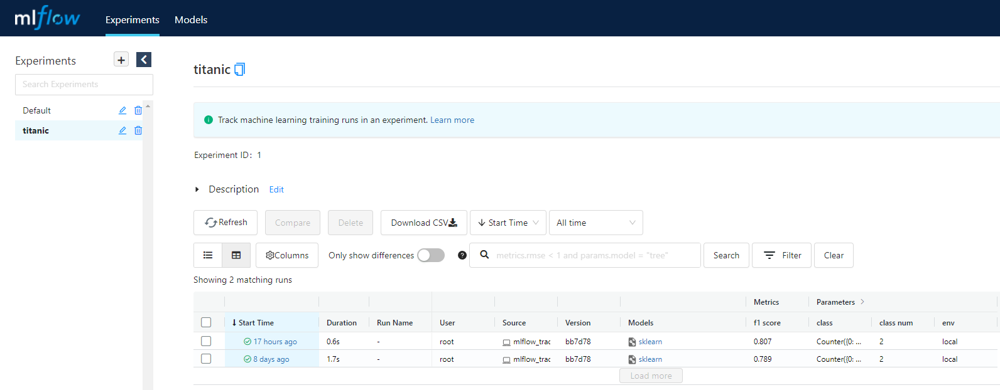 mlflow Experiments Models
Experiments +
Search Experiments
Default
titanic
titanic
Track machine learning training runs in an experiment. Learn more
Experiment ID: 1
Description Edit
Refresh Compare Delete Download CSV Start Time All time
Columns Only show differences ? metrics.rmse < 1 and params.model = "tree" Search Filter Clear
Showing 2 matching runs
Metrics Parameters >
↓ Start Time Duration Run Name User Source Version Models f1 score class class num env
17 hours ago 0.6s - root mlflow_trac bb7d78 sklearn 0.807 Counter({0: ... 2 local
8 days ago 1.7s - root mlflow_trac bb7d78 sklearn 0.789 Counter({0: ... 2 local
Load more